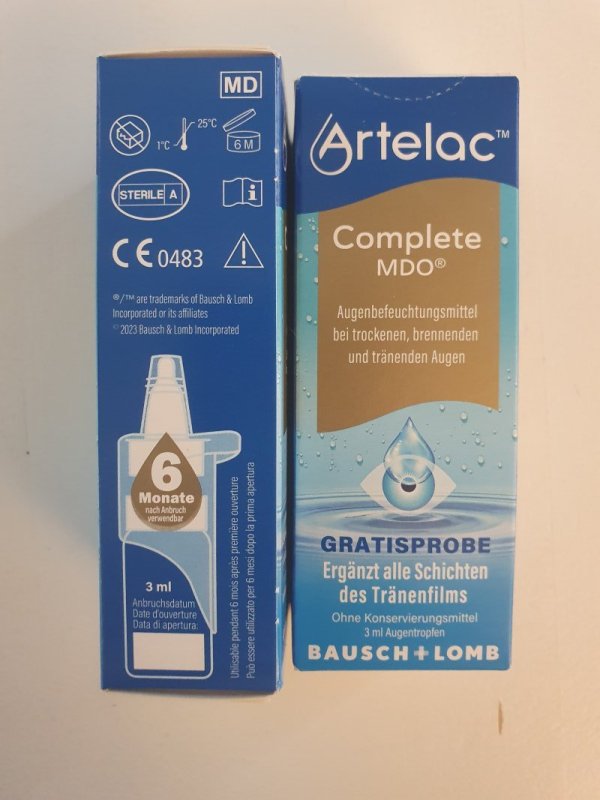 MD
1°C
25°C
6 M
STERILE A
i
CE 0483
®/™ are trademarks of Bausch & Lomb
Incorporated or its affiliates
© 2023 Bausch & Lomb Incorporated
6
Monate
nach Anbruch
verwendbar
3 ml
Anbruchsdatum
Date d'ouverture
Data di apertura:
Utilisable pendant 6 mois après première ouverture
Può essere utilizzato per 6 mesi dopo la prima apertura
Artelac™
Complete
MDO®
Augenbefeuchtungsmittel
bei trockenen, brennenden
und tränenden Augen
GRATISPROBE
Ergänzt alle Schichten
des Tränenfilms
Ohne Konservierungsmittel
3 ml Augentropfen
BAUSCH+LOMB